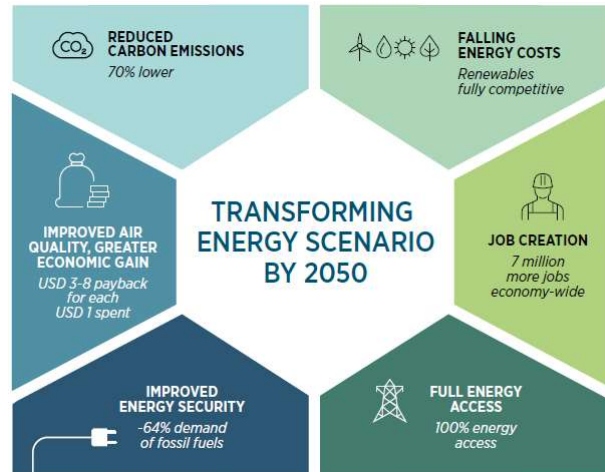 CO₂
REDUCED
CARBON EMISSIONS
70% lower
FALLING
ENERGY COSTS
Renewables
fully competitive
IMPROVED AIR
QUALITY, GREATER
ECONOMIC GAIN
USD 3-8 payback
for each
USD 1 spent
TRANSFORMING
ENERGY SCENARIO
BY 2050
JOB CREATION
7 million
more jobs
economy-wide
IMPROVED
ENERGY SECURITY
-64% demand
of fossil fuels
FULL ENERGY
ACCESS
100% energy
access